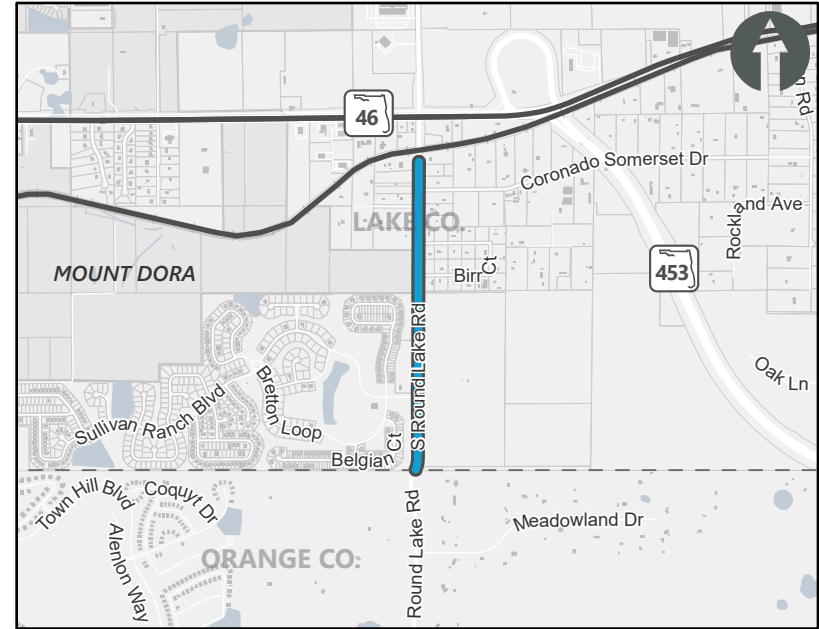 n Rd
46
Coronado Somerset Dr
Rockland Ave
LAKE CO.
MOUNT DORA
Birr Ct
453
S Round Lake Rd
Oak Ln
Bretton Loop
Sullivan Ranch Blvd
Belgian Ct
Town Hill Blvd
Coquyt Dr
Round Lake Rd
Meadowland Dr
Alenlon Way
ORANGE CO.